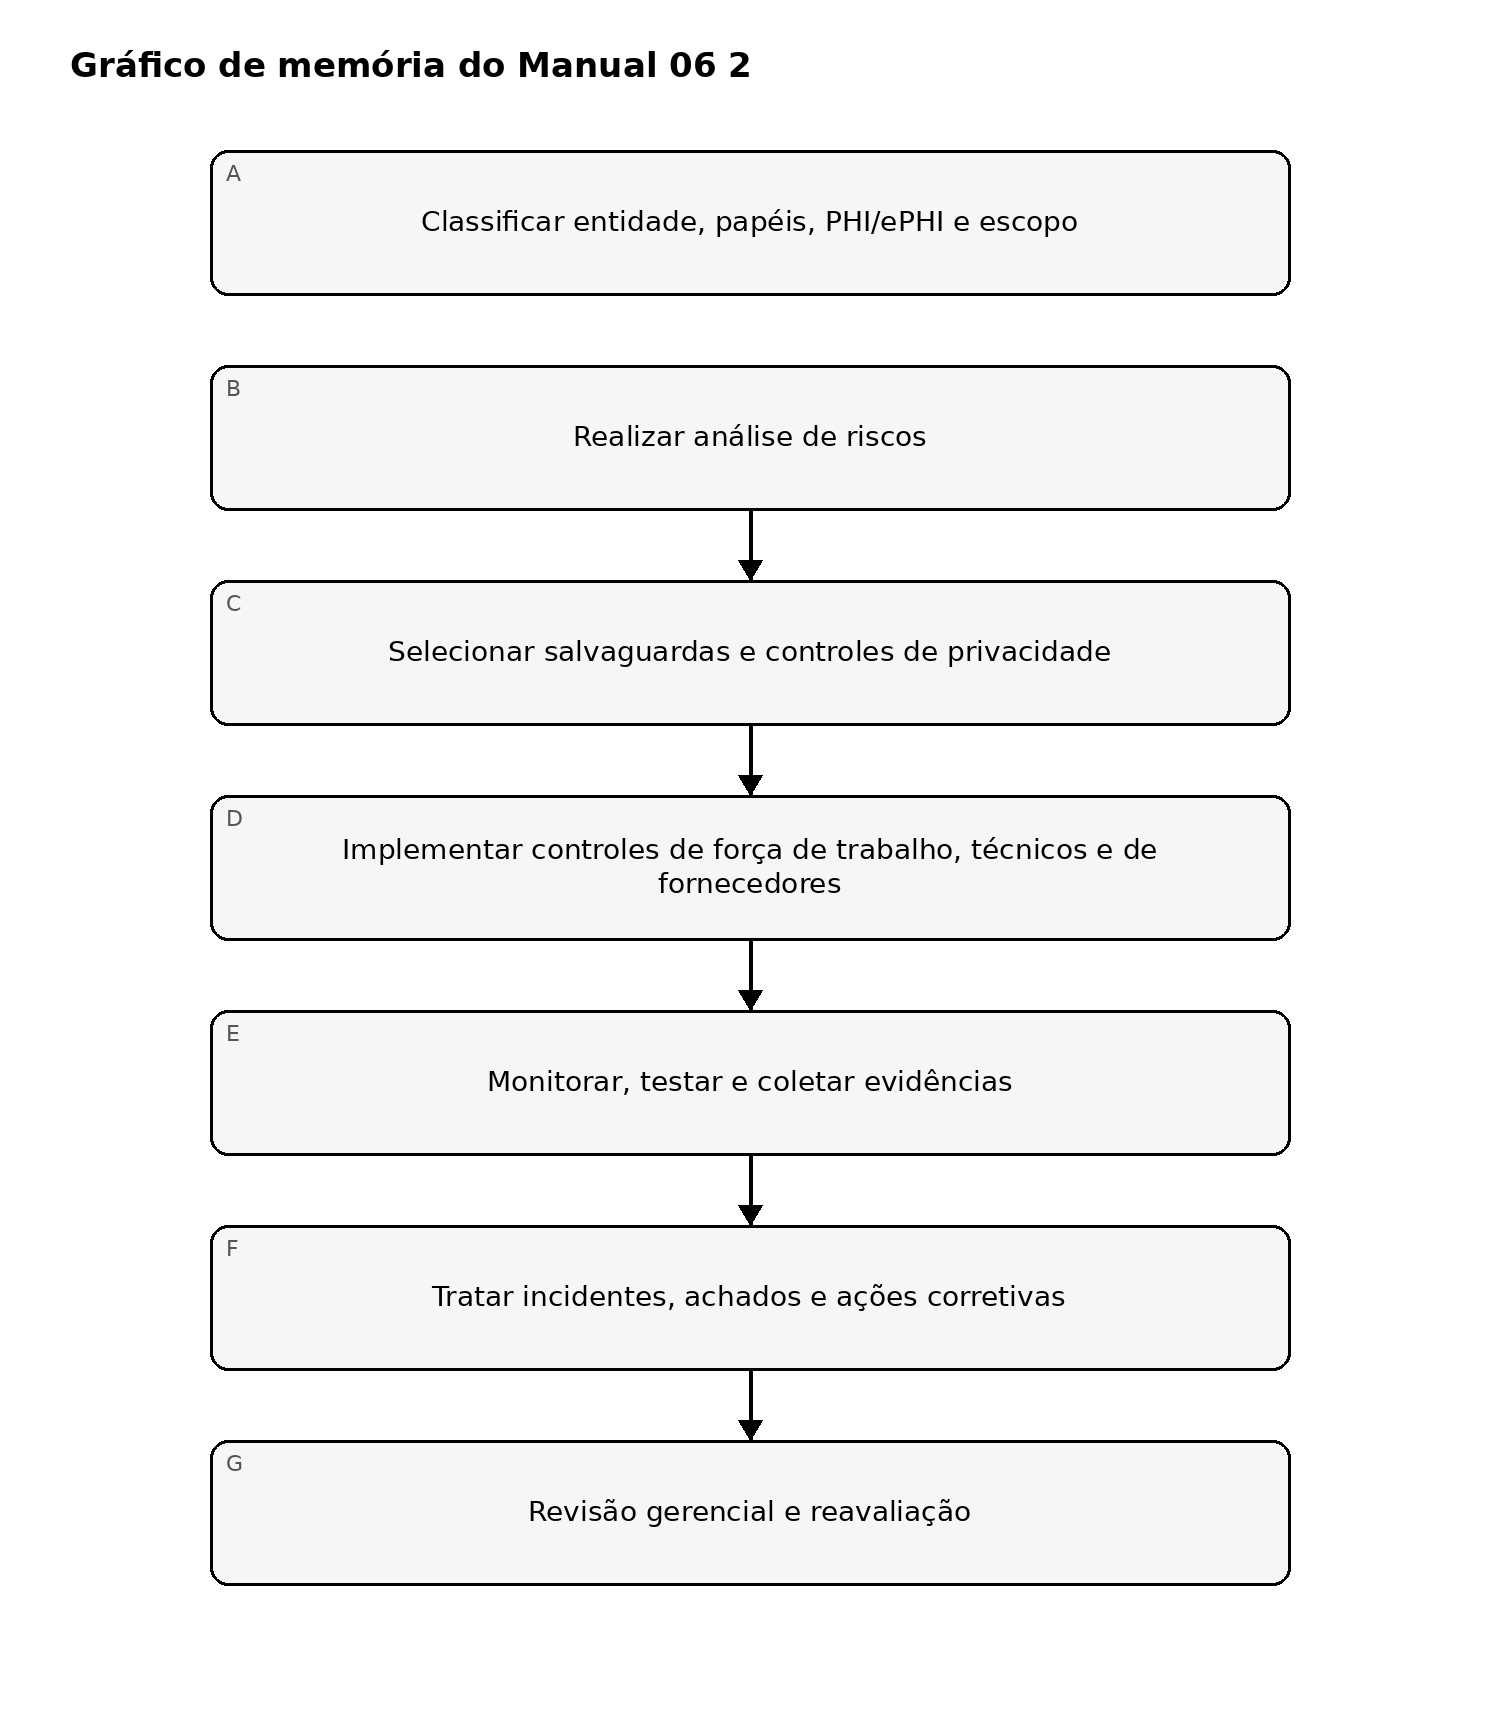 Gráfico de memória do Manual 06 2
A
Classificar entidade, papéis, PHI/ePHI e escopo
B
Realizar análise de riscos
C
Selecionar salvaguardas e controles de privacidade
D
Implementar controles de força de trabalho, técnicos e de
fornecedores
E
Monitorar, testar e coletar evidências
F
Tratar incidentes, achados e ações corretivas
G
Revisão gerencial e reavaliação